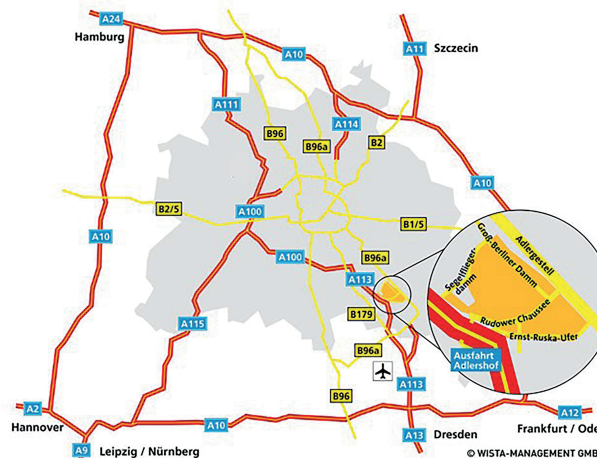 A24
Hamburg
A10
A11
Szczecin
A111
B96
B96a
A114
B2
A10
B2/5
A100
B1/5
A10
A100
B96a
A113
B179
A115
B96a
B96
A113
Segelflieger-
damm
Groß-Berliner Damm
Adlergestell
Rudower Chaussee
Ernst-Ruska-Ufer
Ausfahrt
Adlershof
A2
Hannover
A9
Leipzig / Nürnberg
A10
A13
Dresden
A12
Frankfurt / Ode
© WISTA-MANAGEMENT GMB